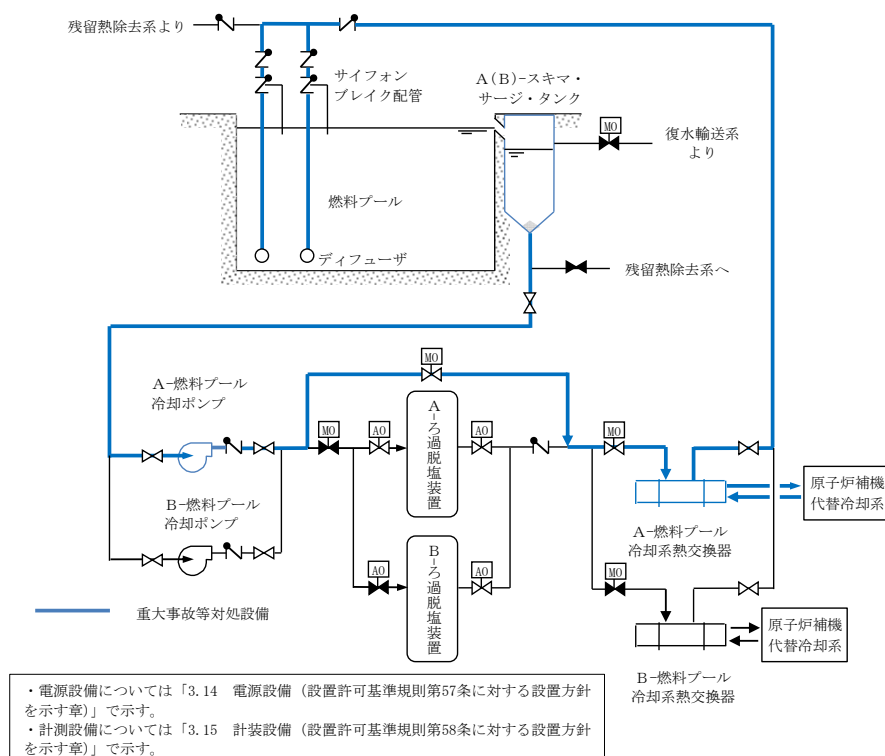 残留熱除去系より
サイフォン
ブレイク配管
A(B)-スキマ・
サージ・タンク
MO
復水輸送系
より
燃料プール
ディフューザ
残留熱除去系へ
MO
A-燃料プール
冷却ポンプ
MO
AO
A-ろ過脱塩装置
AO
MO
原子炉補機
代替冷却系
B-燃料プール
冷却ポンプ
A-燃料プール
冷却系熱交換器
AO
B-ろ過脱塩装置
AO
MO
重大事故等対処設備
原子炉補機
代替冷却系
B-燃料プール
冷却系熱交換器
・電源設備については「3.14 電源設備(設置許可基準規則第57条に対する設置方針
を示す章)」で示す。
・計測設備については「3.15 計装設備(設置許可基準規則第58条に対する設置方針
を示す章)」で示す。